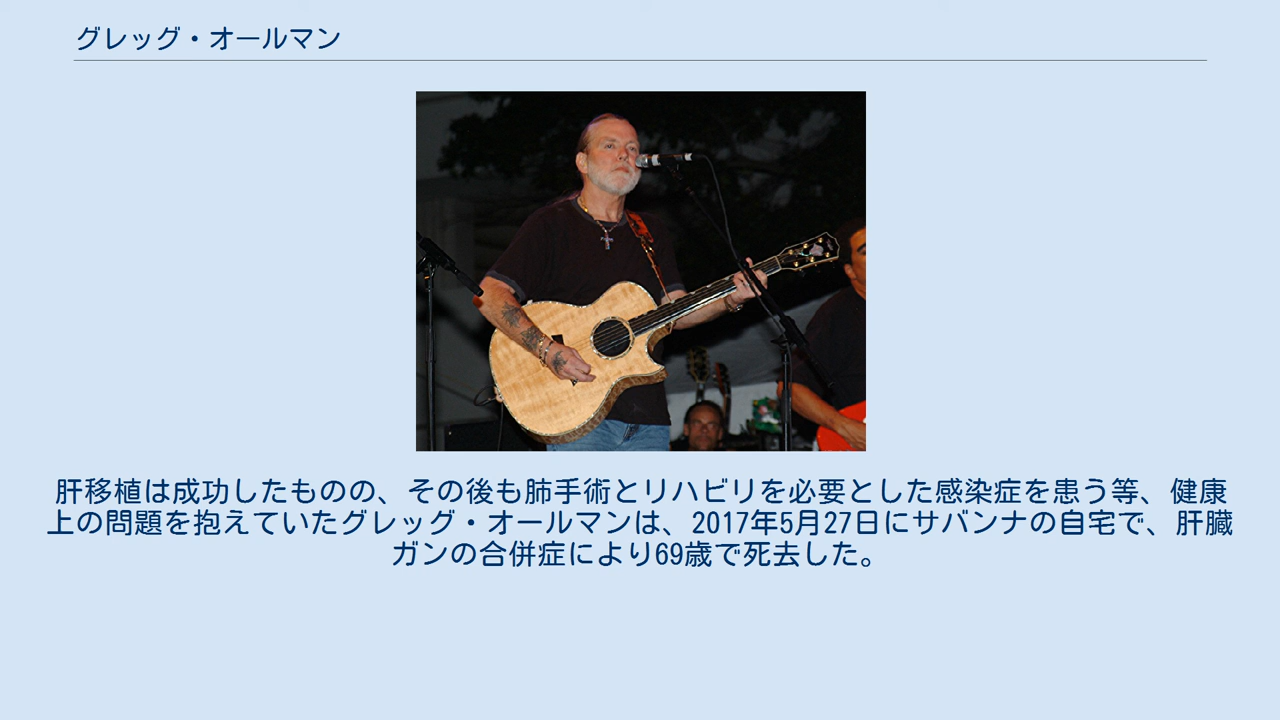 グレッグ・オールマン
肝移植は成功したものの、その後も肺手術とリハビリを必要とした感染症を患う等、健康
上の問題を抱えていたグレッグ・オールマンは、2017年5月27日にサバンナの自宅で、肝臓
ガンの合併症により69歳で死去した。